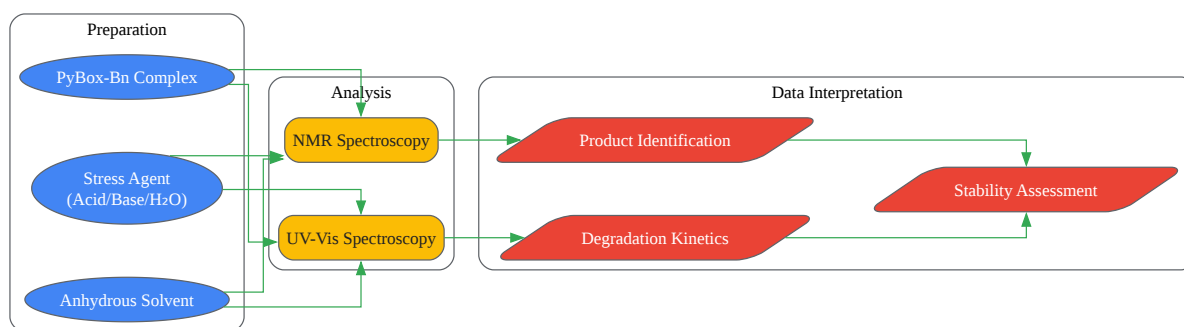 Preparation
PyBox-Bn Complex
Stress Agent
(Acid/Base/H₂O)
Anhydrous Solvent
Analysis
NMR Spectroscopy
UV-Vis Spectroscopy
Data Interpretation
Product Identification
Degradation Kinetics
Stability Assessment